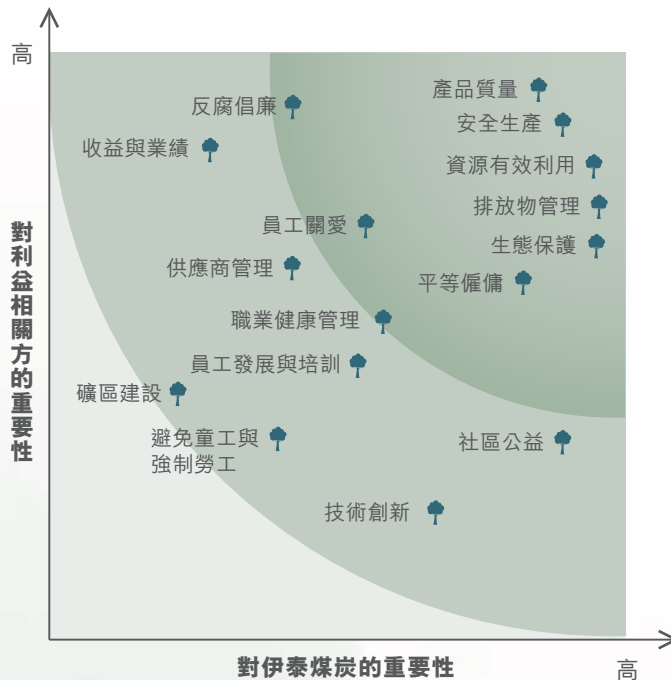 高
產品質量
反腐倡廉
安全生產
收益與業績
資源有效利用
排放物管理
員工關愛
生態保護
供應商管理
平等僱傭
職業健康管理
員工發展與培訓
礦區建設
避免童工與
強制勞工
社區公益
技術創新
對利益相關方的重要性
對伊泰煤炭的重要性
高